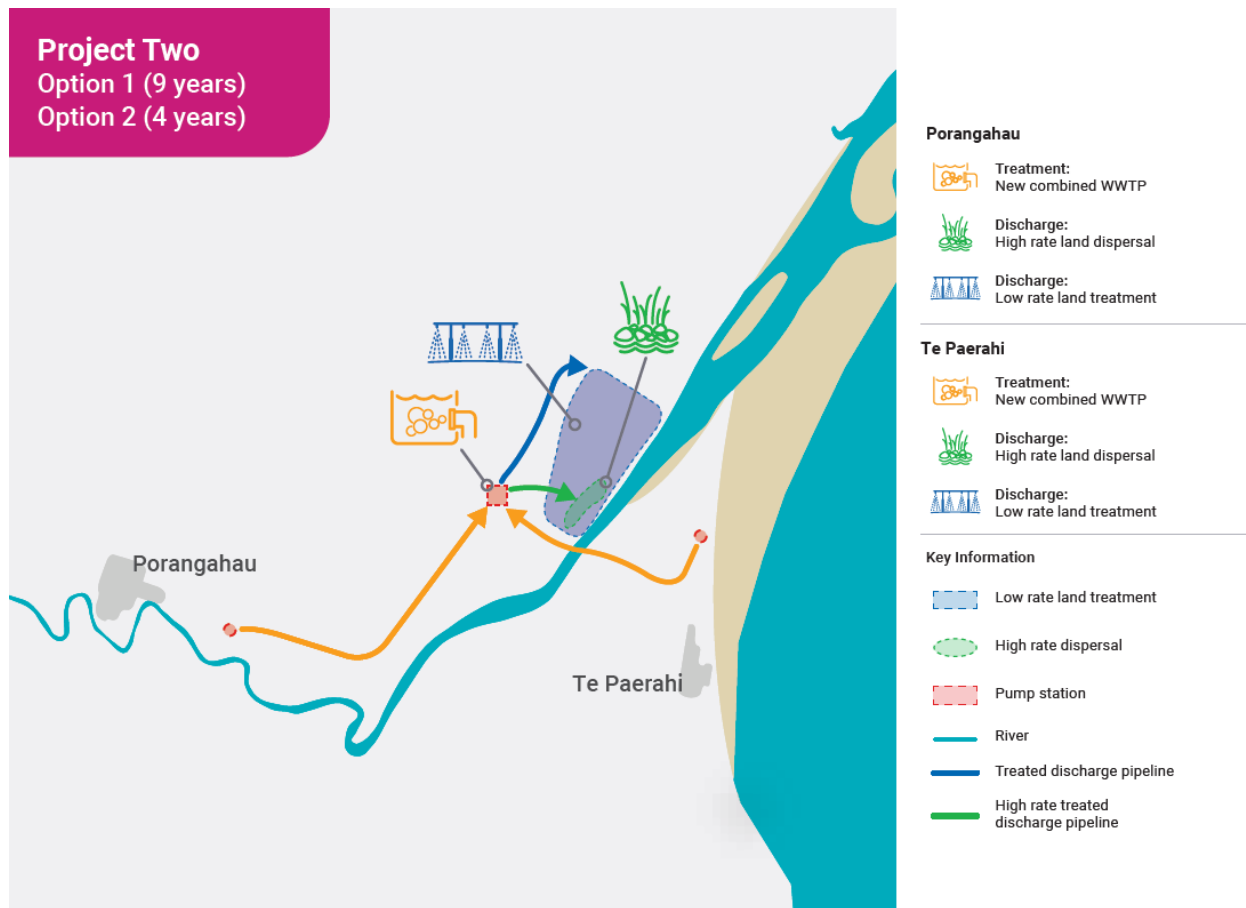 Project Two
Option 1 (9 years)
Option 2 (4 years)
Porangahau
Te Paerahi
Porangahau
Treatment:
New combined WWTP
Discharge:
High rate land dispersal
Discharge:
Low rate land treatment
Te Paerahi
Treatment:
New combined WWTP
Discharge:
High rate land dispersal
Discharge:
Low rate land treatment
Key Information
Low rate land treatment
High rate dispersal
Pump station
River
Treated discharge pipeline
High rate treated
discharge pipeline